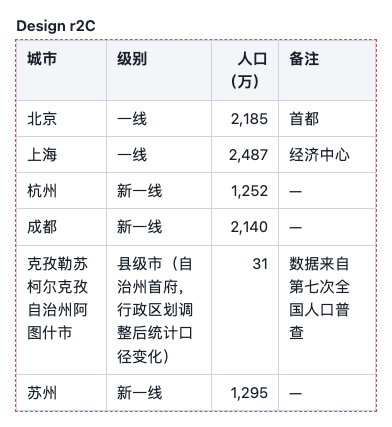 Design r2C
城市 级别 人口 备注
（万）
北京 一线 2,185 首都
上海 一线 2,487 经济中心
杭州 新一线 1,252 —
成都 新一线 2,140 —
克孜勒苏 县级市（自 31 数据来自
柯尔克孜 治州首府， 第七次全
自治州阿 行政区划调 国人口普
图什市 整后统计口 查
径变化）
苏州 新一线 1,295 —